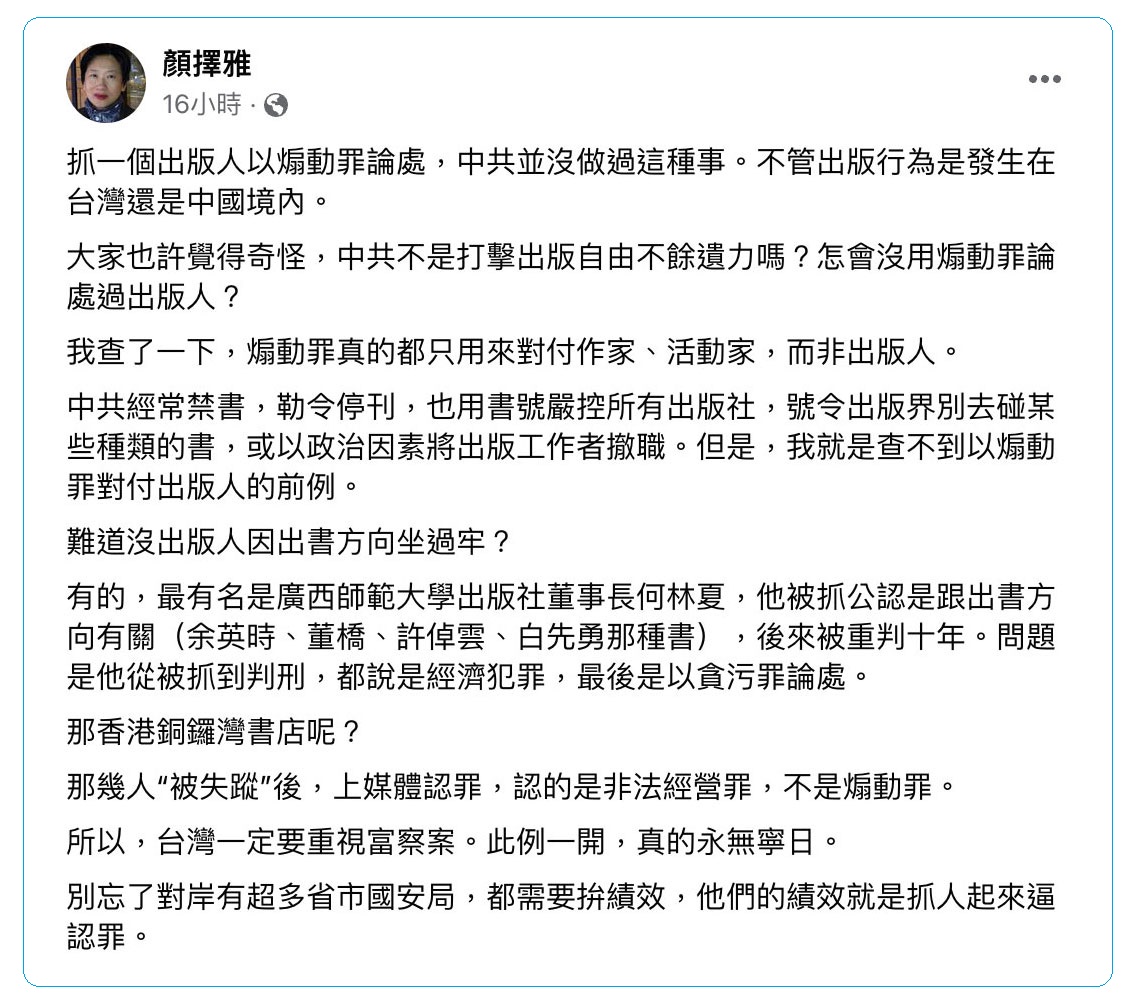 顏擇雅
16小時 ·
抓一個出版人以煽動罪論處，中共並沒做過這種事。不管出版行為是發生在
台灣還是中國境內。
大家也許覺得奇怪，中共不是打擊出版自由不餘遺力嗎？怎會沒用煽動罪論
處過出版人？
我查了一下，煽動罪真的都只用來對付作家、活動家，而非出版人。
中共經常禁書，勒令停刊，也用書號嚴控所有出版社，號令出版界別去碰某
些種類的書，或以政治因素將出版工作者撤職。但是，我就是查不到以煽動
罪對付出版人的前例。
難道沒出版人因出書方向坐過牢？
有的，最有名是廣西師範大學出版社董事長何林夏，他被抓公認是跟出書方
向有關（余英時、董橋、許倬雲、白先勇那種書），後來被重判十年。問題
是他從被抓到判刑，都說是經濟犯罪，最後是以貪污罪論處。
那香港銅鑼灣書店呢？
那幾人“被失蹤”後，上媒體認罪，認的是非法經營罪，不是煽動罪。
所以，台灣一定要重視富察案。此例一開，真的永無寧日。
別忘了對岸有超多省市國安局，都需要拚績效，他們的績效就是抓人起來逼
認罪。